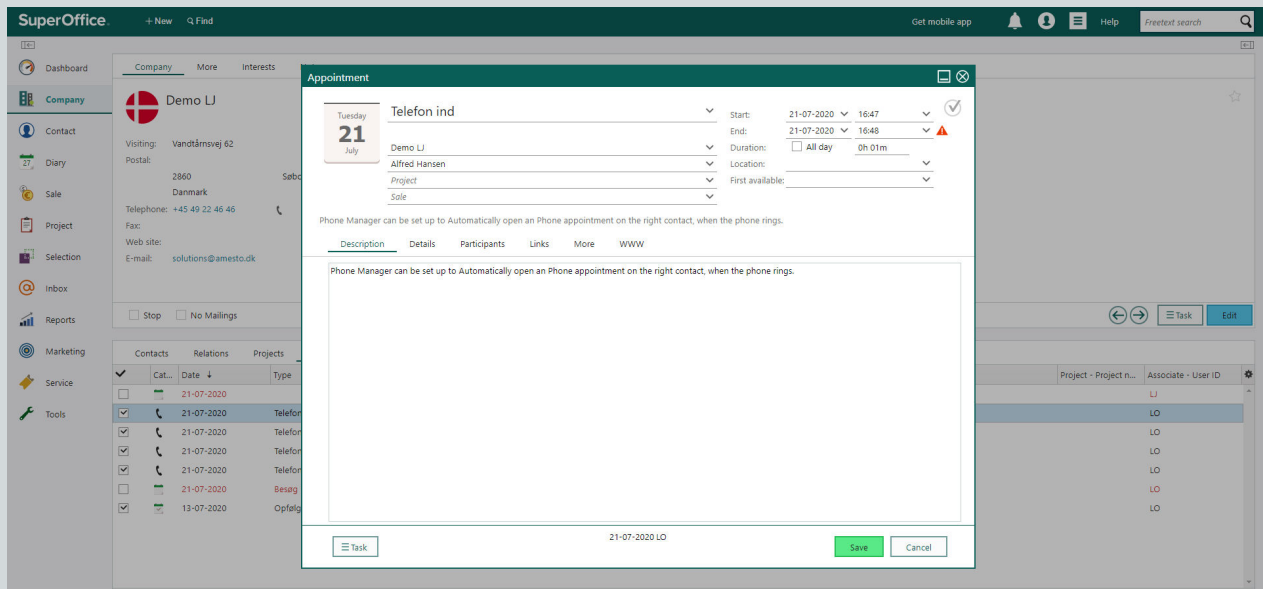 SuperOffice.
+ New
Find
Get mobile app
Help
Freetext search
Dashboard
Company
Contact
27
Diary
Sale
Project
Selection
Inbox
Reports
Marketing
Service
Tools
Company
More
Interests
Demo LJ
Visiting: Vandtårnsvej 62
Postal:
2860
Danmark
Telephone: +45 49 22 46 46
Fax:
Web site:
E-mail: solutions@amesto.dk
Stop
No Mailings
Task
Edit
Contacts
Relations
Projects
Cat... Date Type Project - Project n... Associate - User ID
21-07-2020 LJ
21-07-2020 Telefon LO
21-07-2020 Telefon LO
21-07-2020 Telefon LO
21-07-2020 Telefon LO
21-07-2020 Besøg LO
13-07-2020 Opfølg LO
Appointment
Tuesday
21
July
Telefon ind
Demo LJ
Alfred Hansen
Project
Sale
Start: 21-07-2020 16:47
End: 21-07-2020 16:48
Duration: All day 0h 01m
Location:
First available:
Phone Manager can be set up to Automatically open an Phone appointment on the right contact, when the phone rings.
Description
Details
Participants
Links
More
WWW
Phone Manager can be set up to Automatically open an Phone appointment on the right contact, when the phone rings.
Task
21-07-2020 LO
Save
Cancel